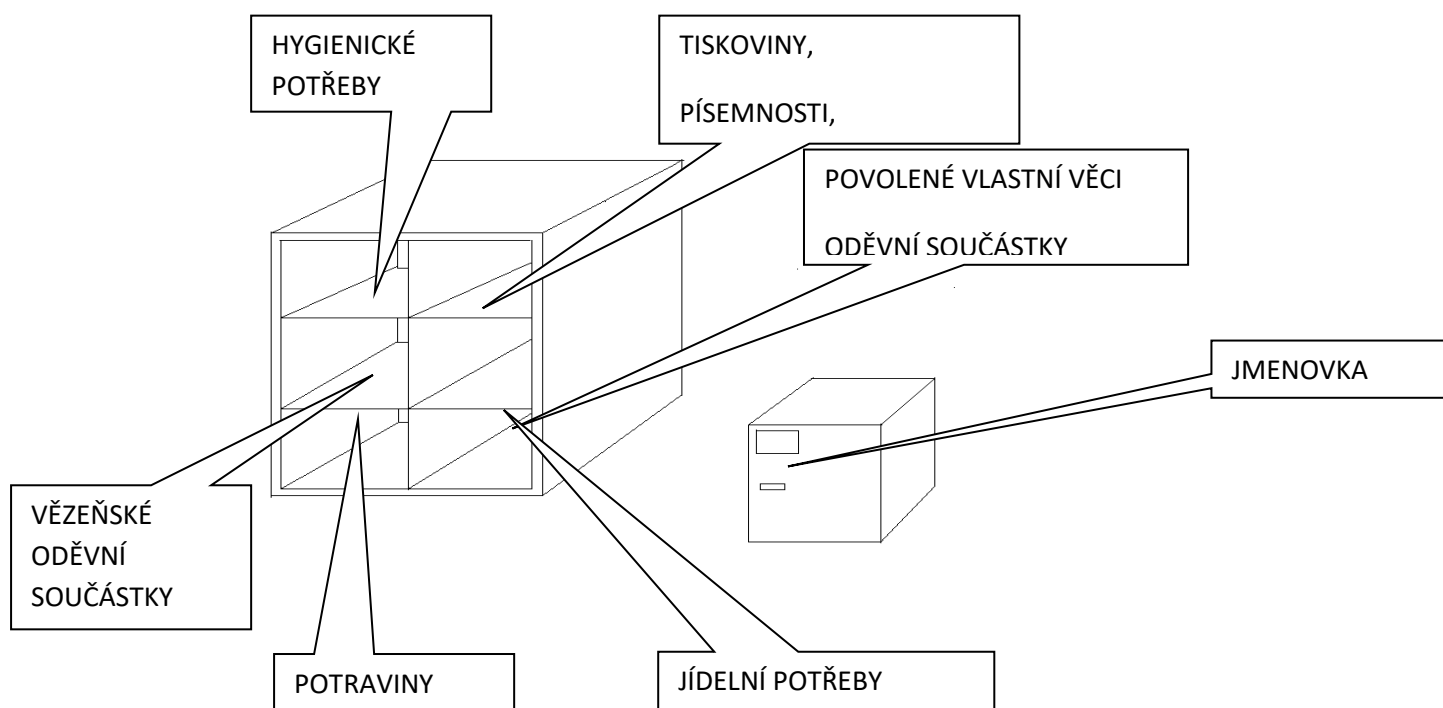 HYGIENICKÉ
POTŘEBY
TISKOVINY,
PÍSEMNOSTI,
POVOLENÉ VLASTNÍ VĚCI
ODĚVNÍ SOUČÁSTKY
JMENOVKA
VĚZEŇSKÉ
ODĚVNÍ
SOUČÁSTKY
POTRAVINY
JÍDELNÍ POTŘEBY